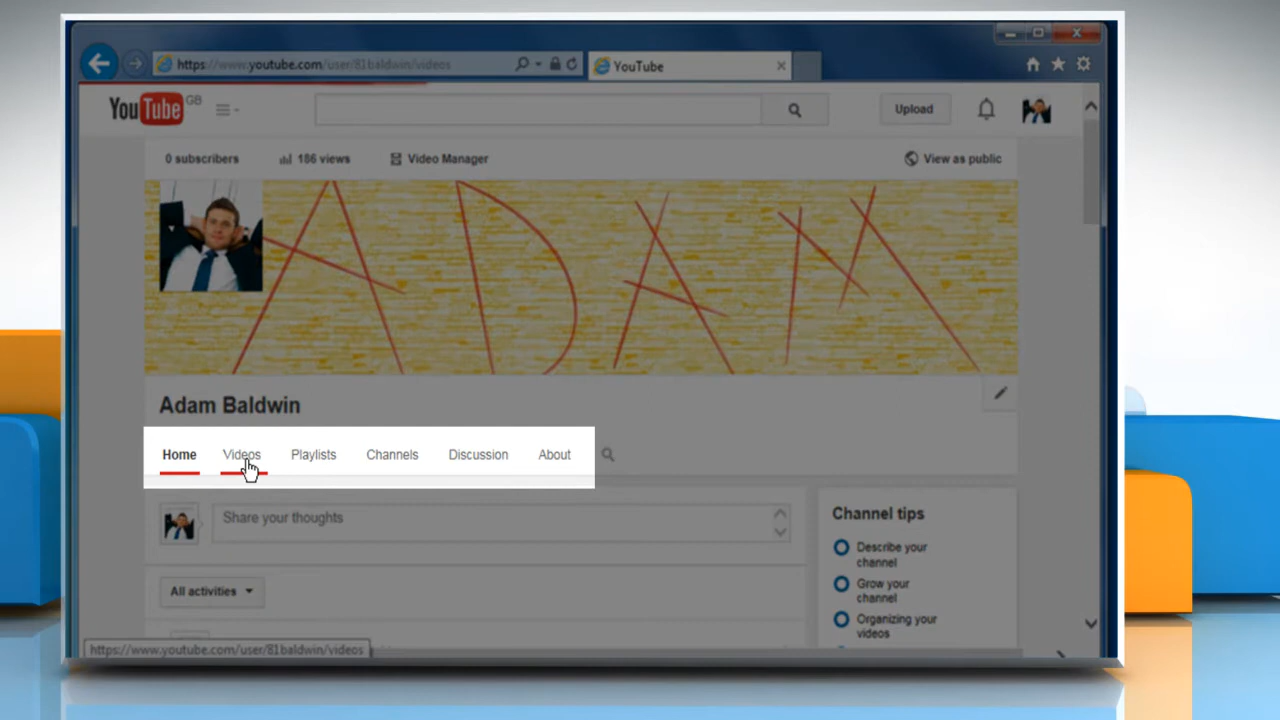 https://www.youtube.com/user/81baldwin/videos
YouTube
YouTube GB
Upload
0 subscribers
186 views
Video Manager
View as public
ADAM
Adam Baldwin
Home
Videos
Playlists
Channels
Discussion
About
Share your thoughts
All activities
Channel tips
Describe your
channel
Grow your
channel
Organizing your
videos
https://www.youtube.com/user/81baldwin/videos